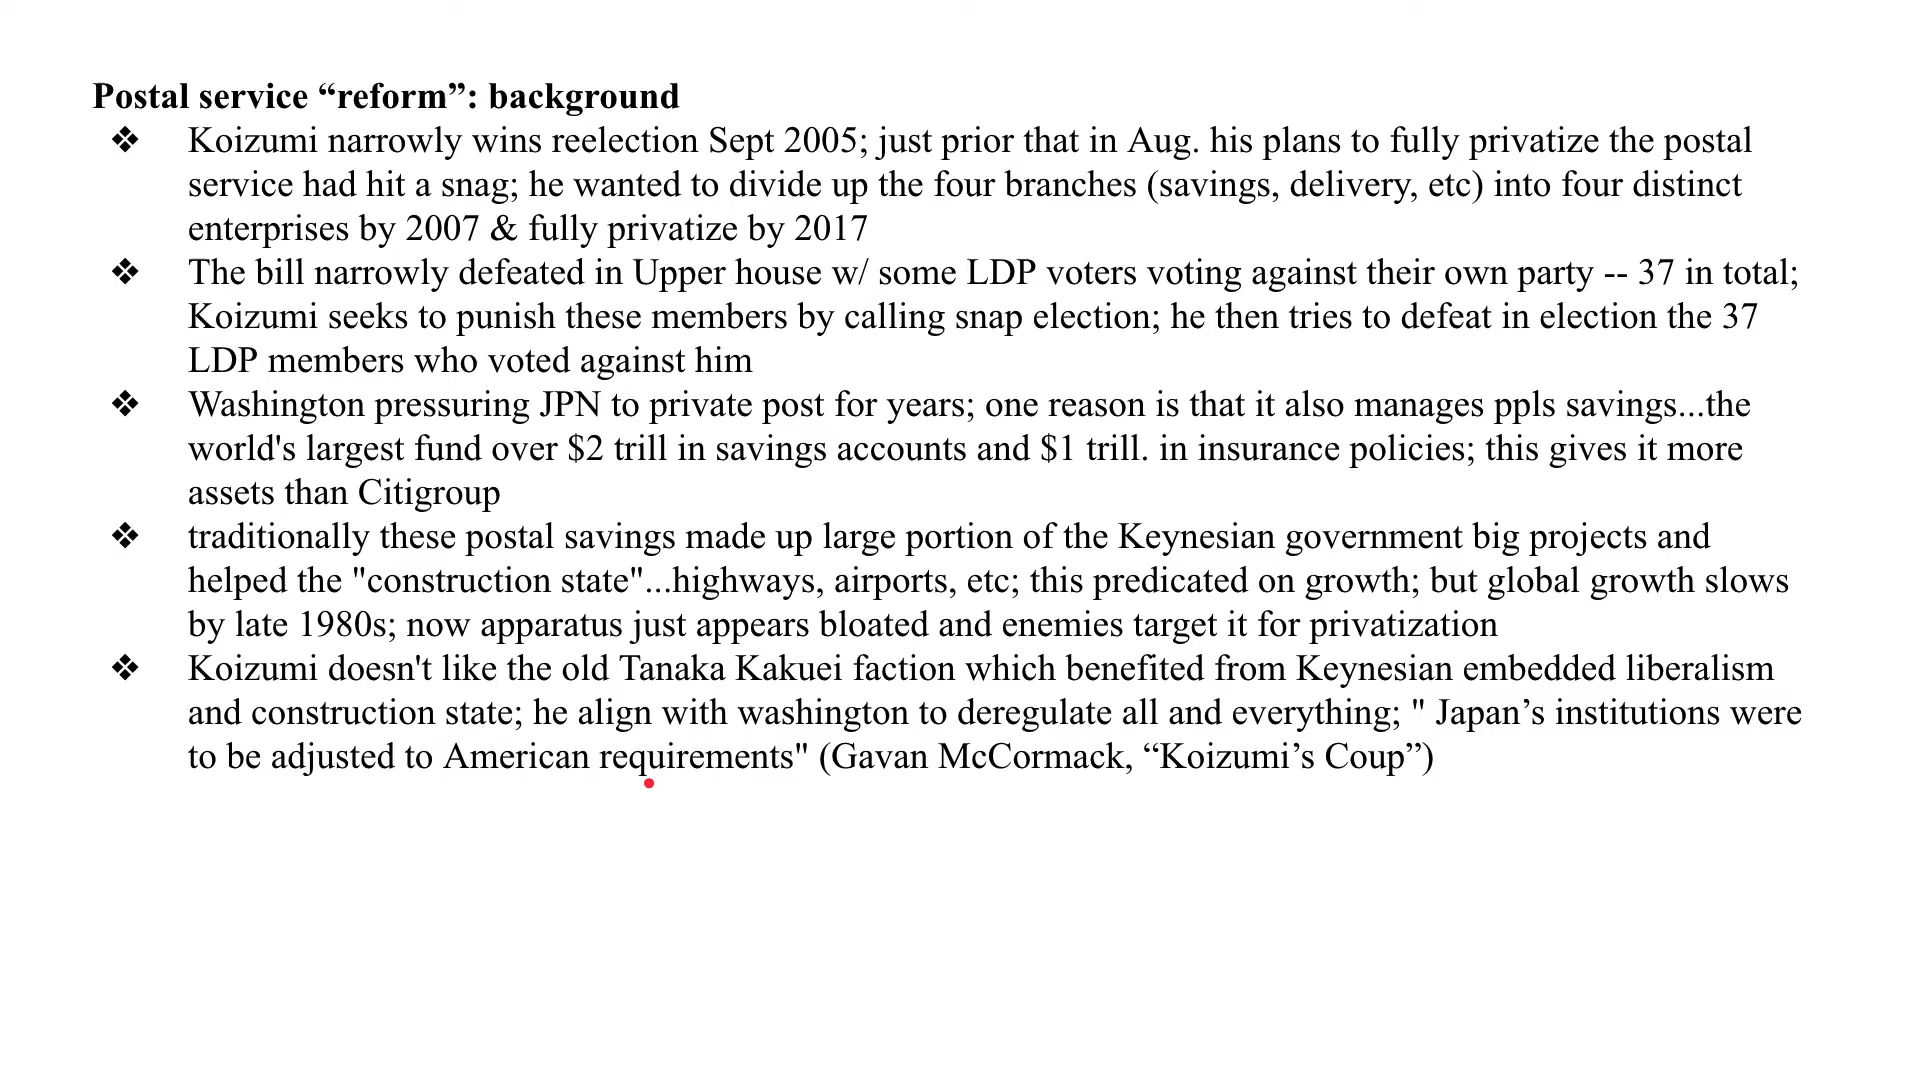 Postal service “reform”: background
❖ Koizumi narrowly wins reelection Sept 2005; just prior that in Aug. his plans to fully privatize the postal
service had hit a snag; he wanted to divide up the four branches (savings, delivery, etc) into four distinct
enterprises by 2007 & fully privatize by 2017
❖ The bill narrowly defeated in Upper house w/ some LDP voters voting against their own party -- 37 in total;
Koizumi seeks to punish these members by calling snap election; he then tries to defeat in election the 37
LDP members who voted against him
❖ Washington pressuring JPN to private post for years; one reason is that it also manages ppls savings...the
world's largest fund over $2 trill in savings accounts and $1 trill. in insurance policies; this gives it more
assets than Citigroup
❖ traditionally these postal savings made up large portion of the Keynesian government big projects and
helped the "construction state"...highways, airports, etc; this predicated on growth; but global growth slows
by late 1980s; now apparatus just appears bloated and enemies target it for privatization
❖ Koizumi doesn't like the old Tanaka Kakuei faction which benefited from Keynesian embedded liberalism
and construction state; he align with washington to deregulate all and everything; " Japan’s institutions were
to be adjusted to American requirements" (Gavan McCormack, “Koizumi’s Coup”)